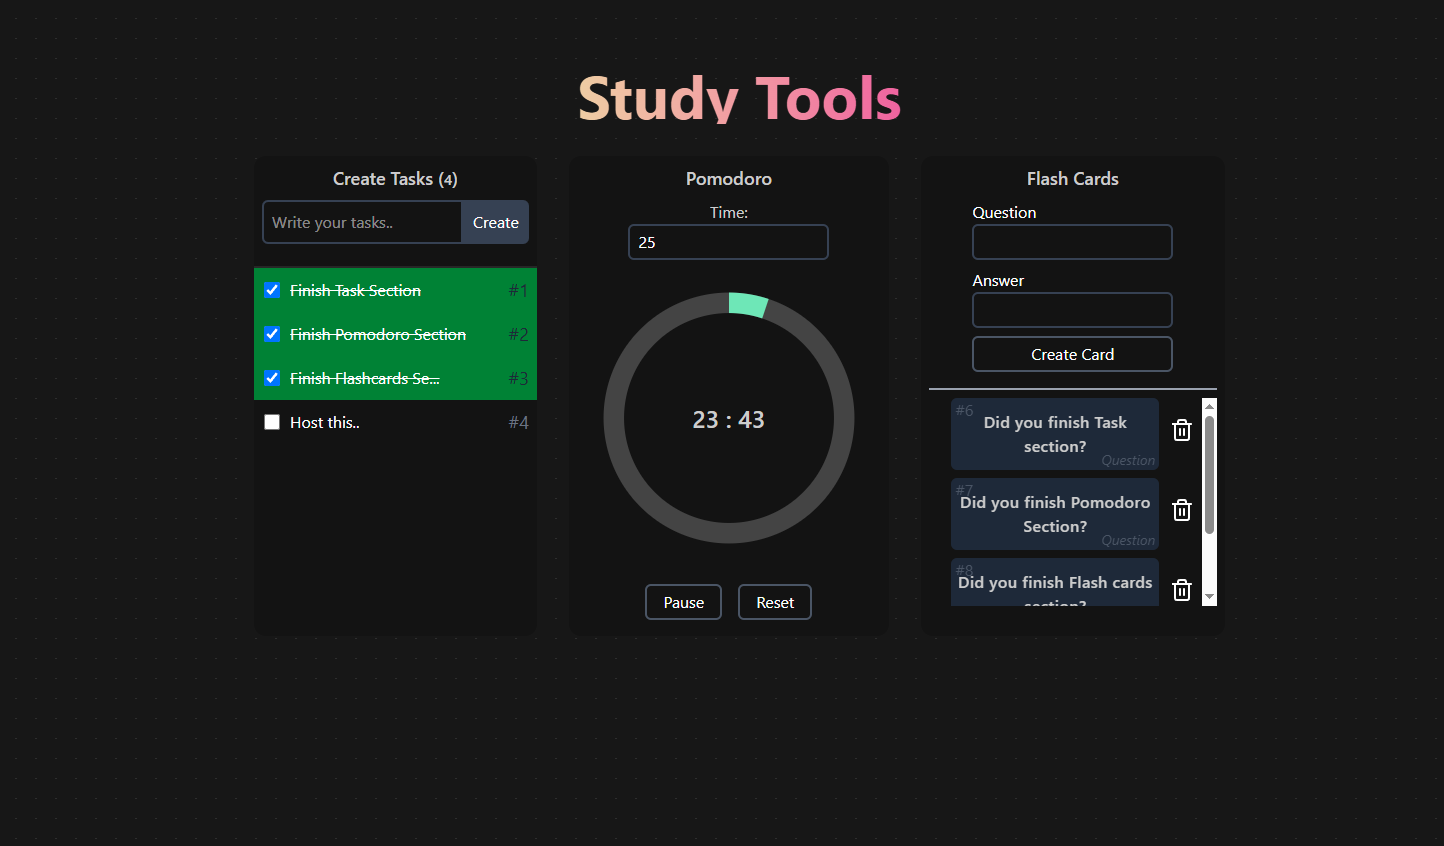 Study Tools
Create Tasks (4)
Write your tasks..
Create
Finish Task Section
#1
Finish Pomodoro Section
#2
Finish Flashcards Se...
#3
Host this..
#4
Pomodoro
Time:
25
23 : 43
Pause
Reset
Flash Cards
Question
Answer
Create Card
#6
Did you finish Task
section?
Question
#7
Did you finish Pomodoro
Section?
Question
#8
Did you finish Flash cards
section?